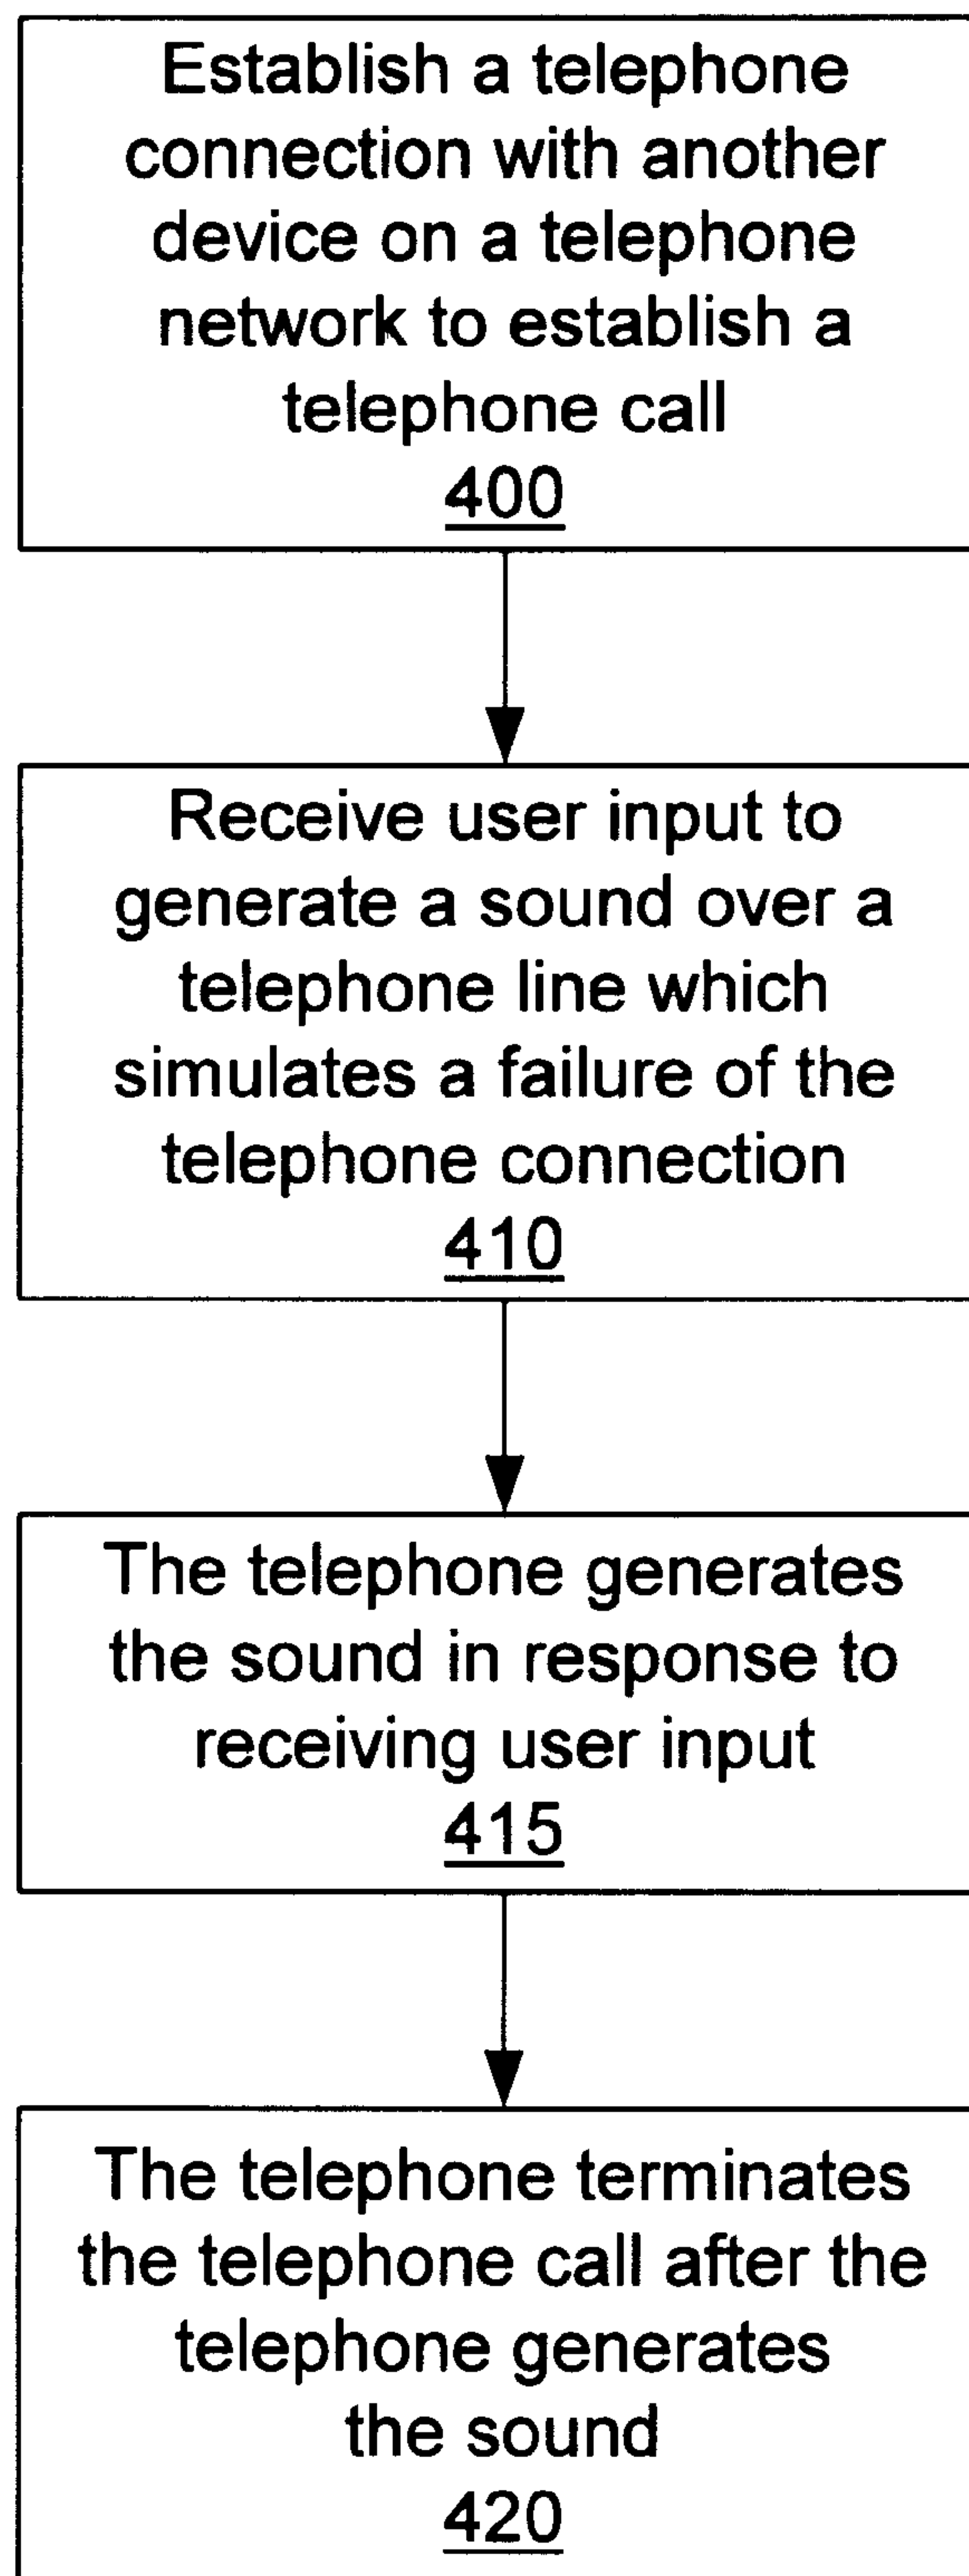 Establish a telephone
connection with another
device on a telephone
network to establish a
telephone call
400
Receive user input to
generate a sound over a
telephone line which
simulates a failure of the
telephone connection
410
The telephone generates
the sound in response to
receiving user input
415
The telephone terminates
the telephone call after the
telephone generates
the sound
420